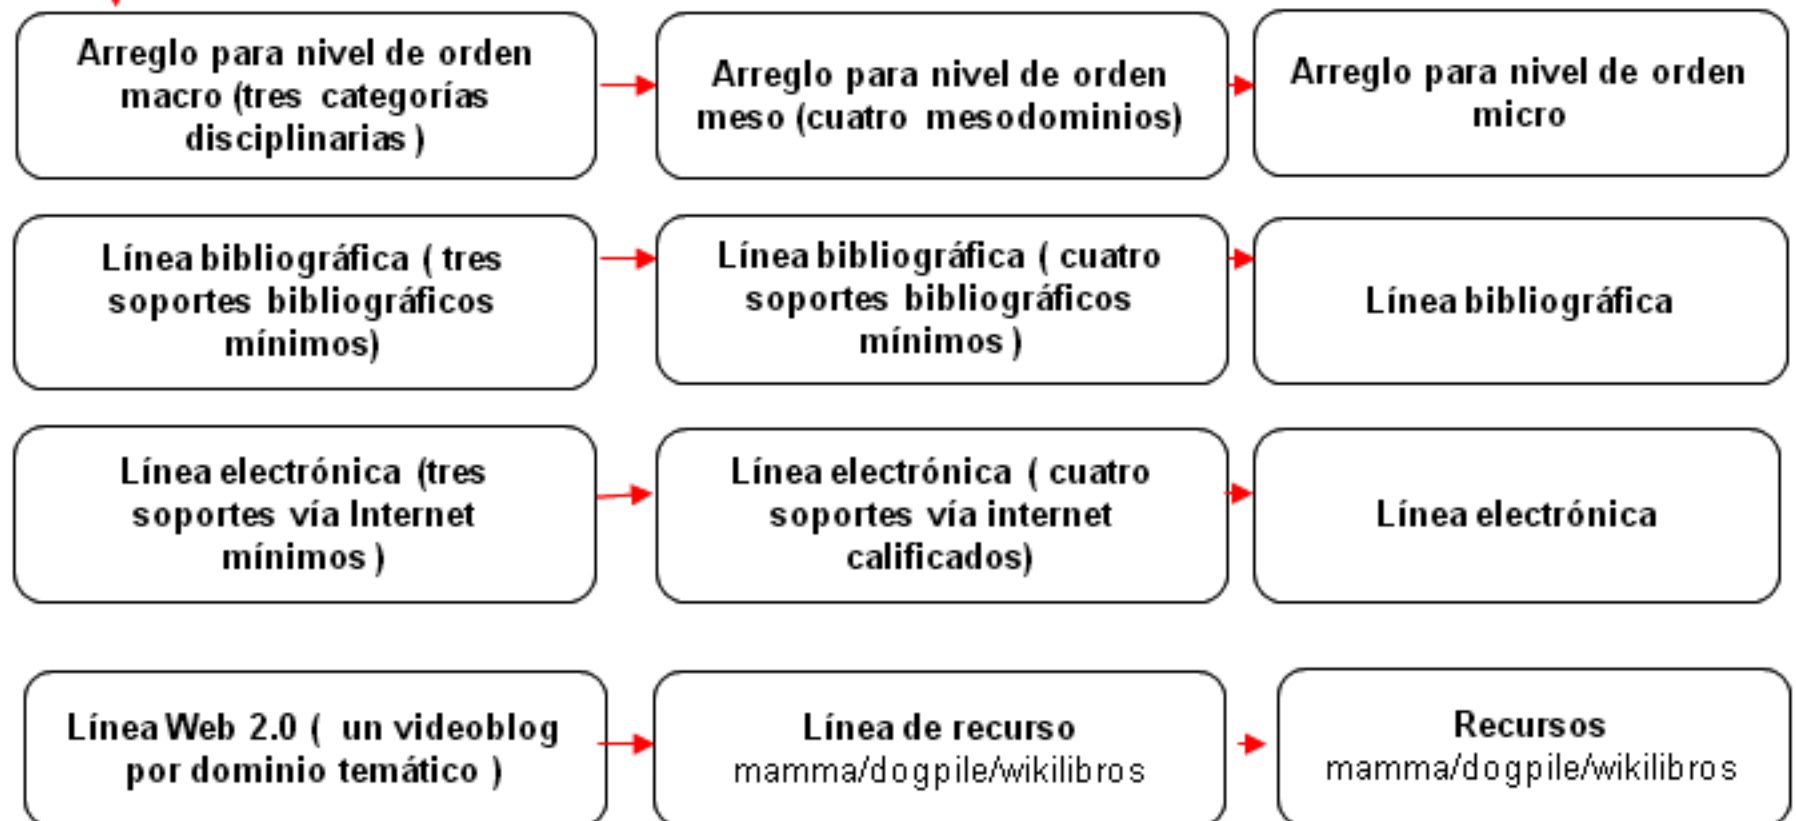 Arreglo para nivel de orden
macro (tres categorías
disciplinarias )
Arreglo para nivel de orden
meso (cuatro mesodominios)
Arreglo para nivel de orden
micro
Línea bibliográfica ( tres
soportes bibliográficos
mínimos)
Línea bibliográfica ( cuatro
soportes bibliográficos
mínimos )
Línea bibliográfica
Línea electrónica (tres
soportes vía Internet
mínimos )
Línea electrónica ( cuatro
soportes vía internet
calificados)
Línea electrónica
Línea Web 2.0 ( un videoblog
por dominio temático )
Línea de recurso
mamma/dogpile/wikilibros
Recursos
mamma/dogpile/wikilibros